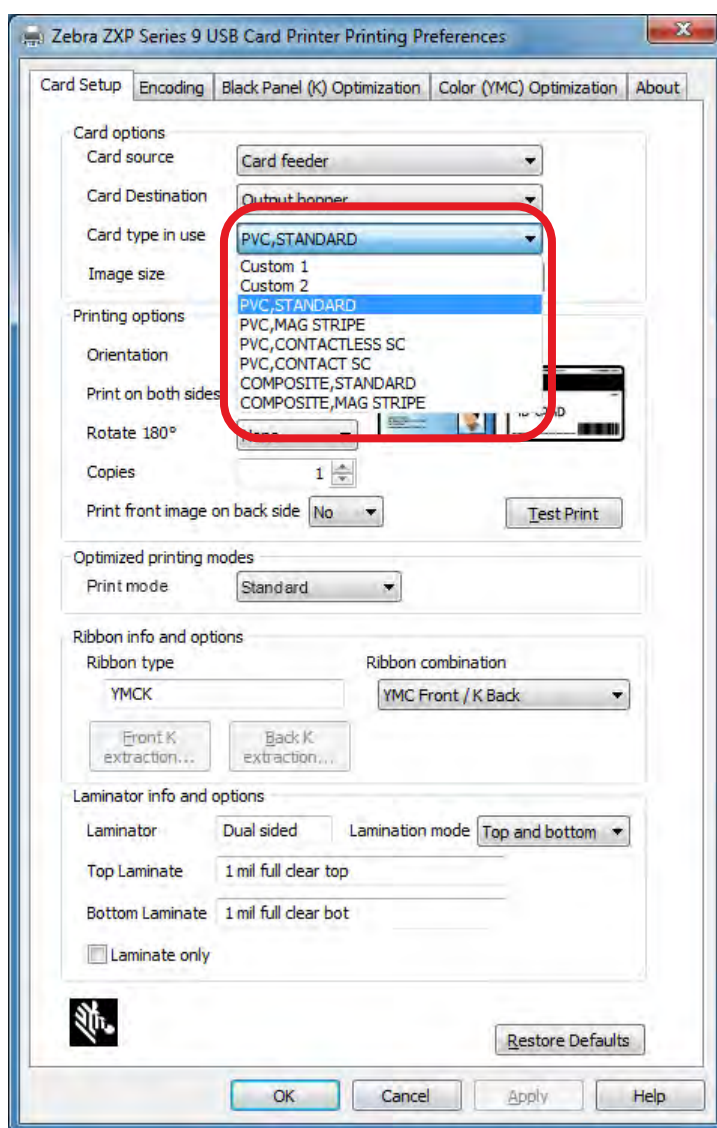 Zebra ZXP Series 9 USB Card Printer Printing Preferences
Card Setup Encoding Black Panel (K) Optimization Color (YMC) Optimization About
Card options
Card source Card feeder
Card Destination Output hopper
Card type in use PVC,STANDARD
Custom 1
Image size
Custom 2
PVC,STANDARD
Printing options
PVC,MAG STRIPE
PVC,CONTACTLESS SC
Orientation
PVC,CONTACT SC
COMPOSITE,STANDARD
Print on both sides
COMPOSITE,MAG STRIPE
Rotate 180° None
Copies 1
Print front image on back side No Test Print
Optimized printing modes
Print mode Standard
Ribbon info and options
Ribbon type Ribbon combination
YMCK YMC Front / K Back
Front K extraction... Back K extraction...
Laminator info and options
Laminator Dual sided Lamination mode Top and bottom
Top Laminate 1 mil full clear top
Bottom Laminate 1 mil full clear bot
Laminate only
Restore Defaults
OK Cancel Apply Help